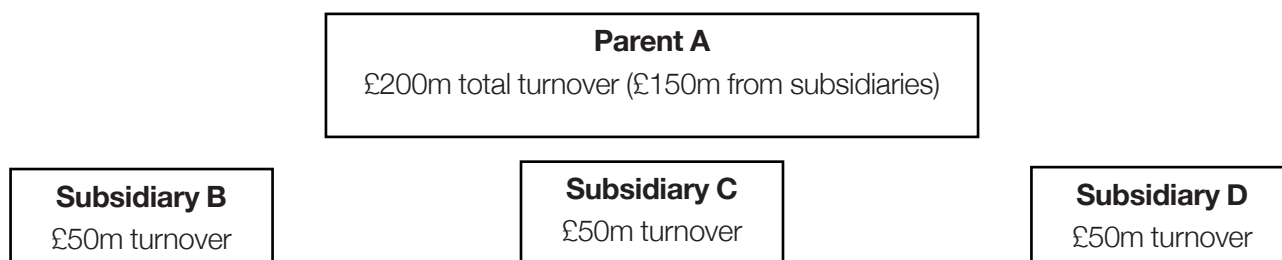 Parent A
£200m total turnover (£150m from subsidiaries)
Subsidiary B
£50m turnover
Subsidiary C
£50m turnover
Subsidiary D
£50m turnover